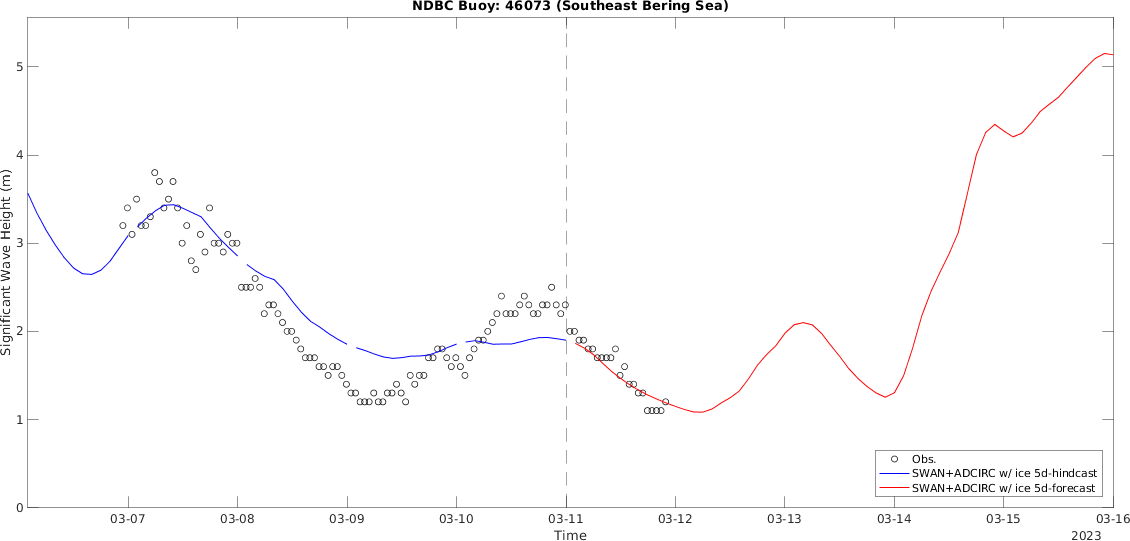 NDBC Buoy: 46073 (Southeast Bering Sea)
Significant Wave Height (m)
5
4
3
2
1
0
Obs.
SWAN+ADCIRC w/ ice 5d-hindcast
SWAN+ADCIRC w/ ice 5d-forecast
03-07 03-08 03-09 03-10 03-11 03-12 03-13 03-14 03-15 03-16
Time
2023